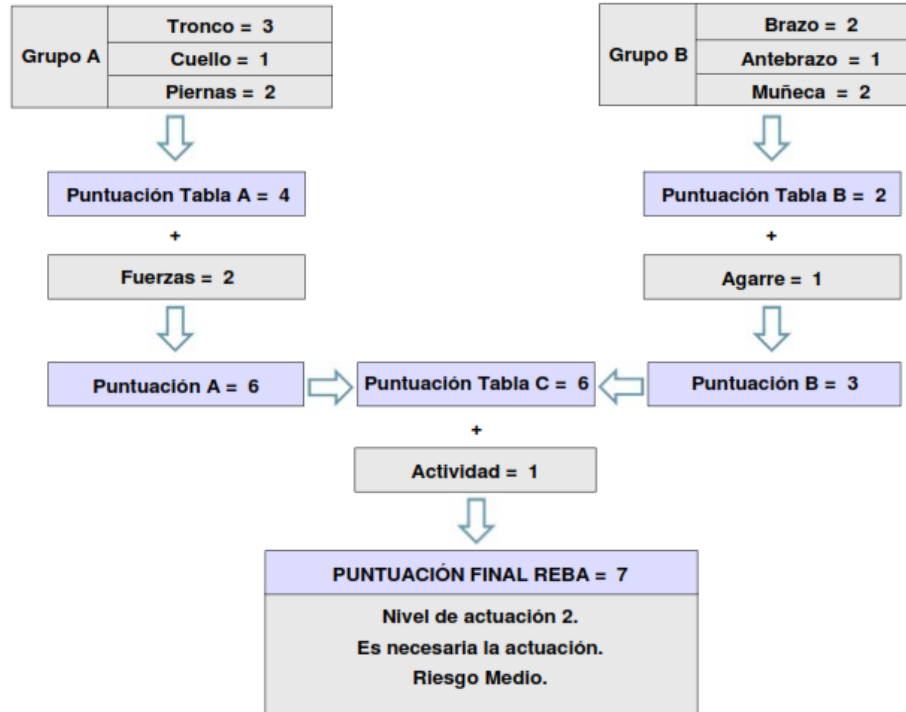 Grupo A
Tronco = 3
Cuello = 1
Piernas = 2
Grupo B
Brazo = 2
Antebrazo = 1
Muñeca = 2
Puntuación Tabla A = 4
Puntuación Tabla B = 2
+
+
Fuerzas = 2
Agarre = 1
Puntuación A = 6
Puntuación Tabla C = 6
Puntuación B = 3
+
Actividad = 1
PUNTUACIÓN FINAL REBA = 7
Nivel de actuación 2.
Es necesaria la actuación.
Riesgo Medio.